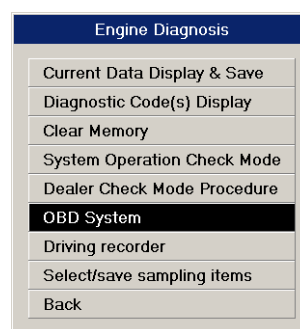 Engine Diagnosis
Current Data Display & Save
Diagnostic Code(s) Display
Clear Memory
System Operation Check Mode
Dealer Check Mode Procedure
OBD System
Driving recorder
Select/save sampling items
Back